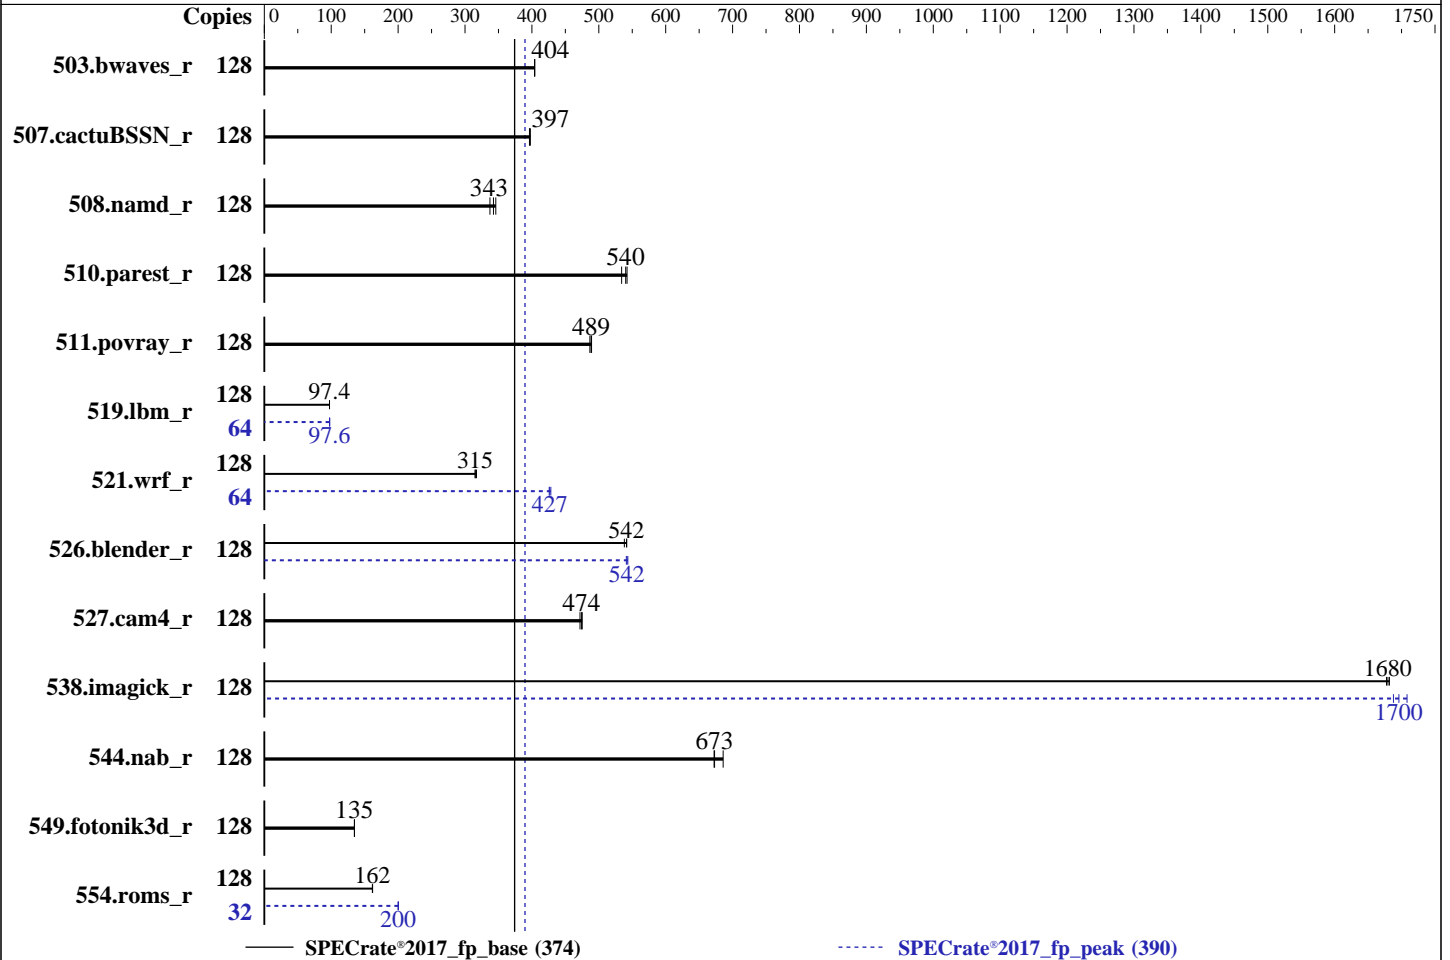 Copies 0 100 200 300 400 500 600 700 800 900 1000 1100 1200 1300 1400 1500 1600 1750
503.bwaves_r 128 404
507.cactuBSSN_r 128 397
508.namd_r 128 343
510.parest_r 128 540
511.povray_r 128 489
519.lbm_r 128 97.4
64 97.6
521.wrf_r 128 315
64 427
526.blender_r 128 542
542
527.cam4_r 128 474
538.imagick_r 128 1680
1700
544.nab_r 128 673
549.fotonik3d_r 128 135
554.roms_r 128 162
32 200
SPECrate®2017_fp_base (374) SPECrate®2017_fp_peak (390)